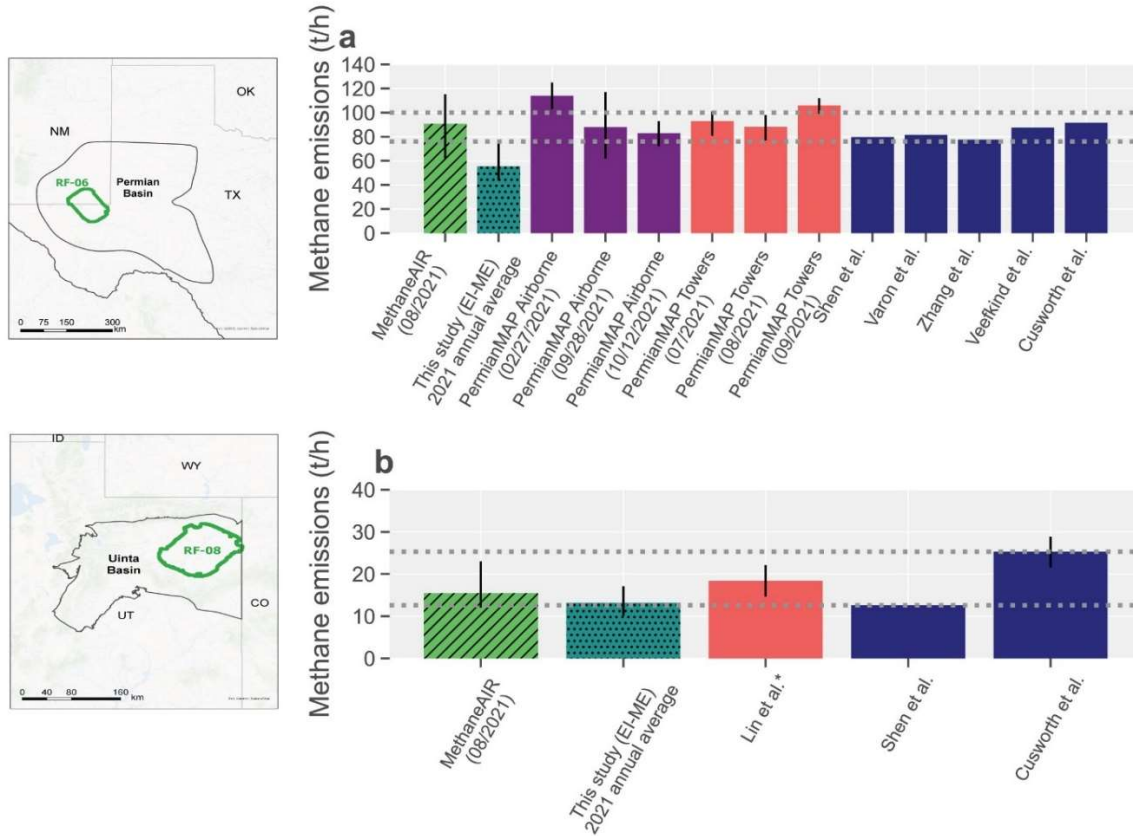 OK
NM
RF-06
Permian
Basin
TX
0 75 150 300
km
a
Methane emissions (t/h)
140
120
100
80
60
40
20
0
MethaneAIR
(08/2021)
This study (EI-ME)
2021 annual average
PermianMAP Airborne
(02/27/2021)
PermianMAP Airborne
(09/28/2021)
PermianMAP Airborne
(10/12/2021)
PermianMAP Towers
(07/2021)
PermianMAP Towers
(08/2021)
PermianMAP Towers
(09/2021)
Shen et al.
Varon et al.
Zhang et al.
Veefkind et al.
Cusworth et al.
ID
WY
RF-08
Uinta
Basin
UT
CO
0 40 80 160
km
b
Methane emissions (t/h)
40
30
20
10
0
MethaneAIR
(08/2021)
This study (EI-ME)
2021 annual average
Lin et al.*
Shen et al.
Cusworth et al.